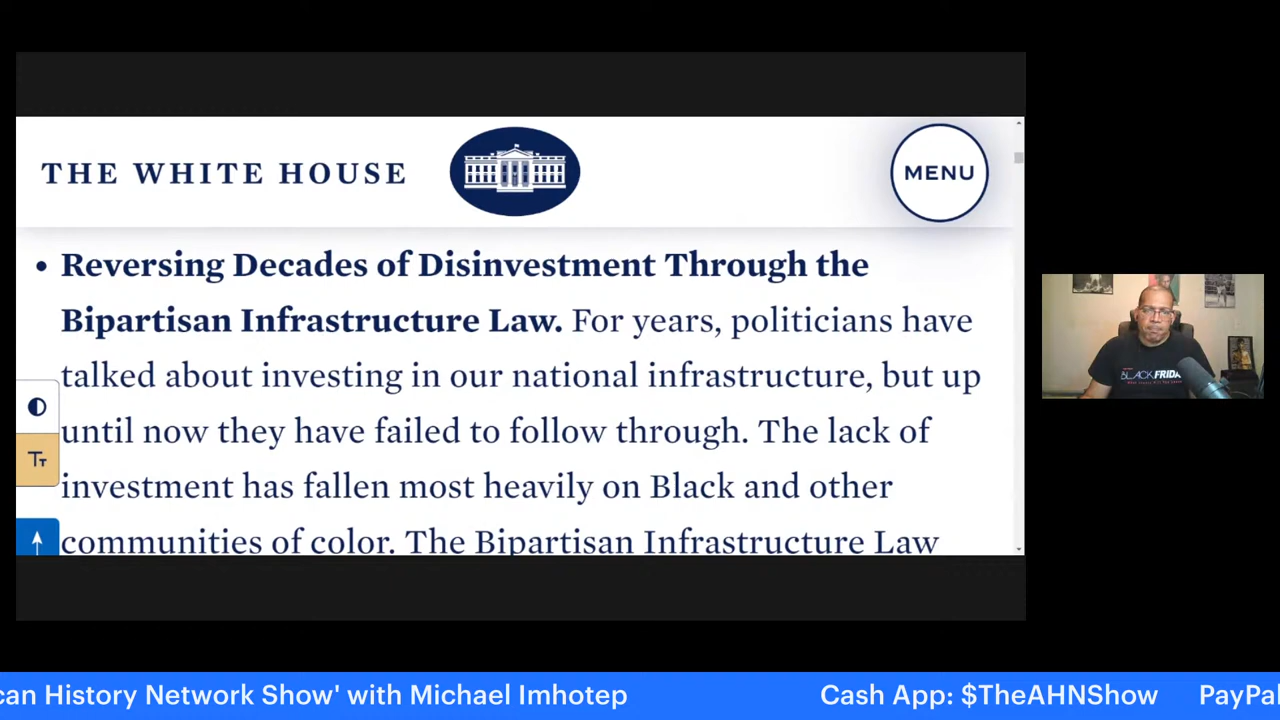 THE WHITE HOUSE
MENU
• Reversing Decades of Disinvestment Through the
Bipartisan Infrastructure Law. For years, politicians have
talked about investing in our national infrastructure, but up
until now they have failed to follow through. The lack of
investment has fallen most heavily on Black and other
communities of color. The Bipartisan Infrastructure Law
TT
BLACK FRIDA
can History Network Show' with Michael Imhotep
Cash App: $TheAHNShow
PayPal